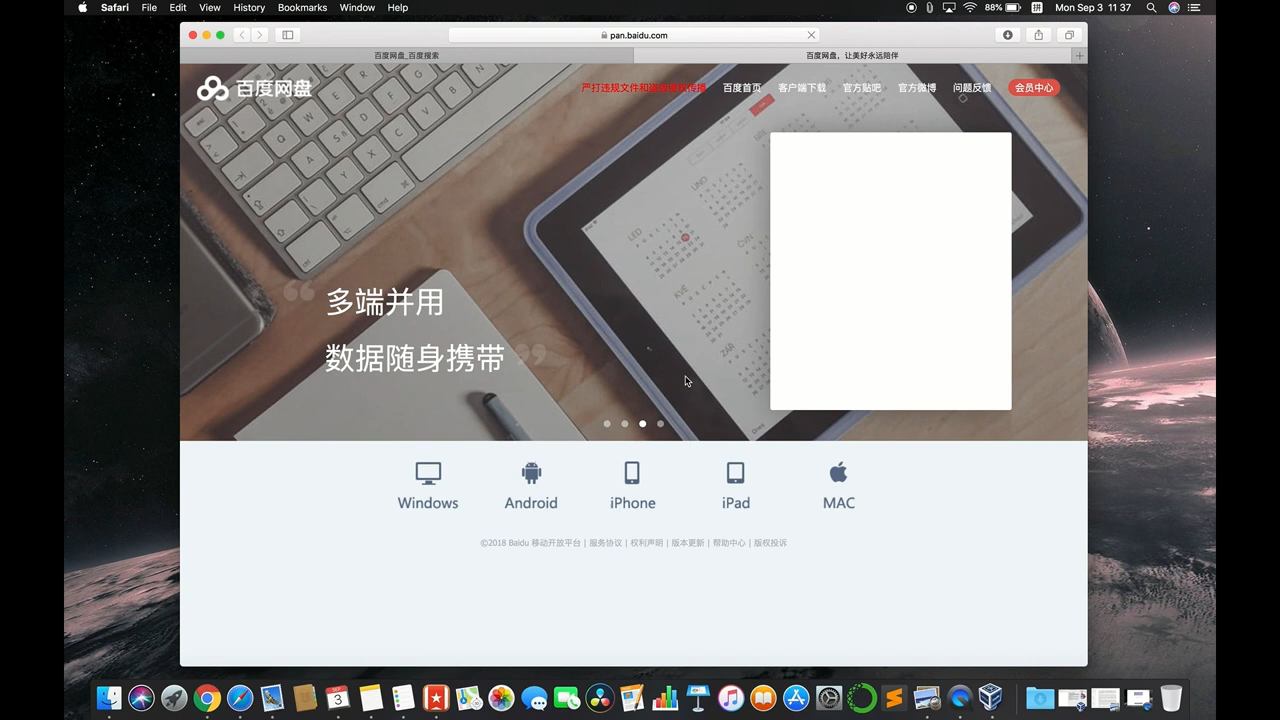 Safari File Edit View History Bookmarks Window Help 88% 拼 Mon Sep 3 11 37
pan.baidu.com
百度网盘_百度搜索 百度网盘，让美好永远陪伴
百度网盘 百度首页 客户端下载 官方贴吧 官方微博 问题反馈 会员中心
多端并用
数据随身携带
Windows Android iPhone iPad MAC
©2018 Baidu 移动开放平台 | 服务协议 | 权利声明 | 版本更新 | 帮助中心 | 版权投诉